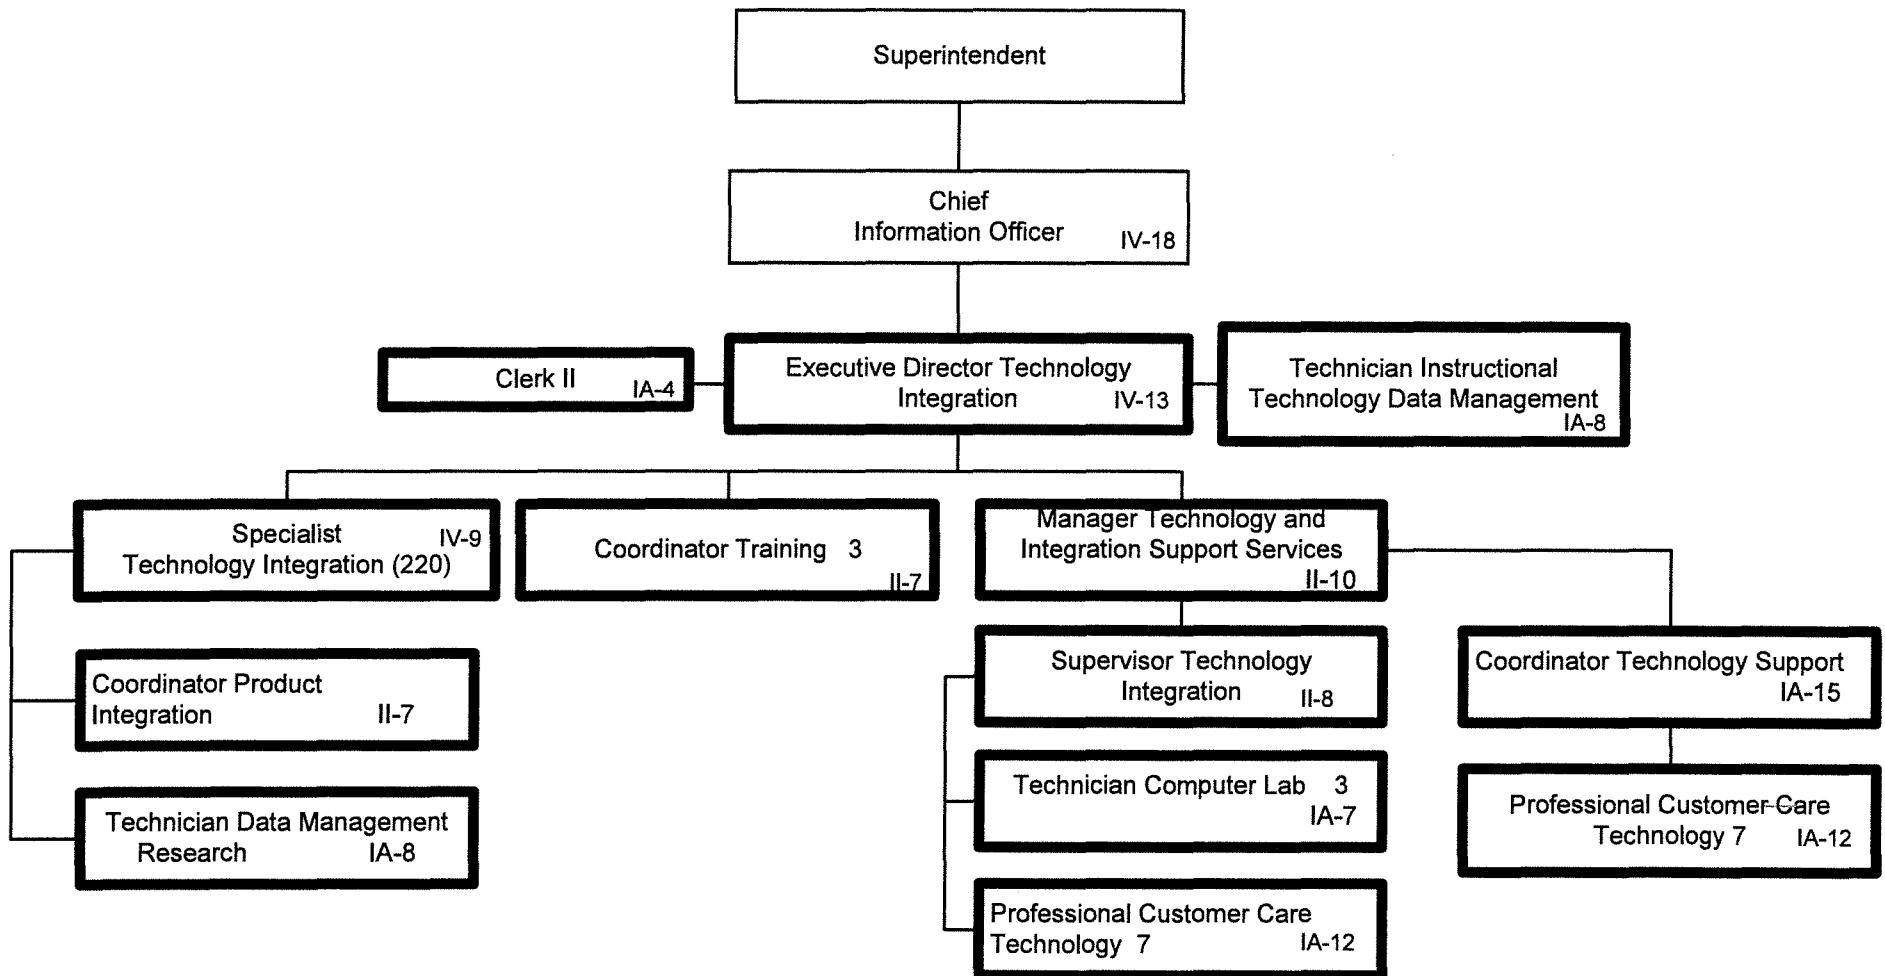 Superintendent
Chief
Information Officer IV-18
Clerk II IA-4
Executive Director Technology
Integration IV-13
Technician Instructional
Technology Data Management
IA-8
Specialist IV-9
Technology Integration (220)
Coordinator Training 3
II-7
Manager Technology and
Integration Support Services
II-10
Coordinator Product
Integration II-7
Technician Data Management
Research IA-8
Supervisor Technology
Integration II-8
Technician Computer Lab 3
IA-7
Professional Customer Care
Technology 7 IA-12
Coordinator Technology Support
IA-15
Professional Customer Care
Technology 7 IA-12